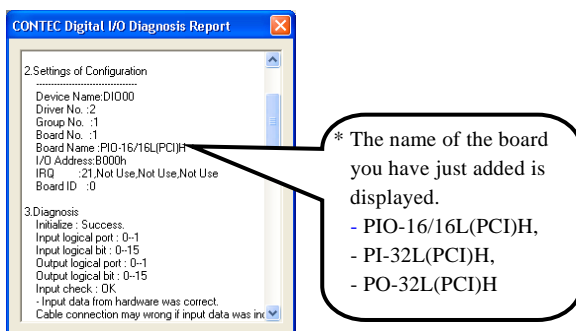 CONTEC Digital I/O Diagnosis Report
2.Settings of Configuration
-----------------------------------
Device Name:DIO00
Driver No. :2
Group No. :1
Board No. :1
Board Name :PIO-16/16L(PCI)H
I/O Address:B000h
IRQ :21,Not Use,Not Use,Not Use
Board ID :0
3.Diagnosis
Initialize : Success.
Input logical port : 0--1
Input logical bit : 0--15
Output logical port : 0--1
Output logical bit : 0--15
Input check : OK
- Input data from hardware was correct.
Cable connection may wrong if input data was
* The name of the board
you have just added is
displayed.
- PIO-16/16L(PCI)H,
- PI-32L(PCI)H,
- PO-32L(PCI)H